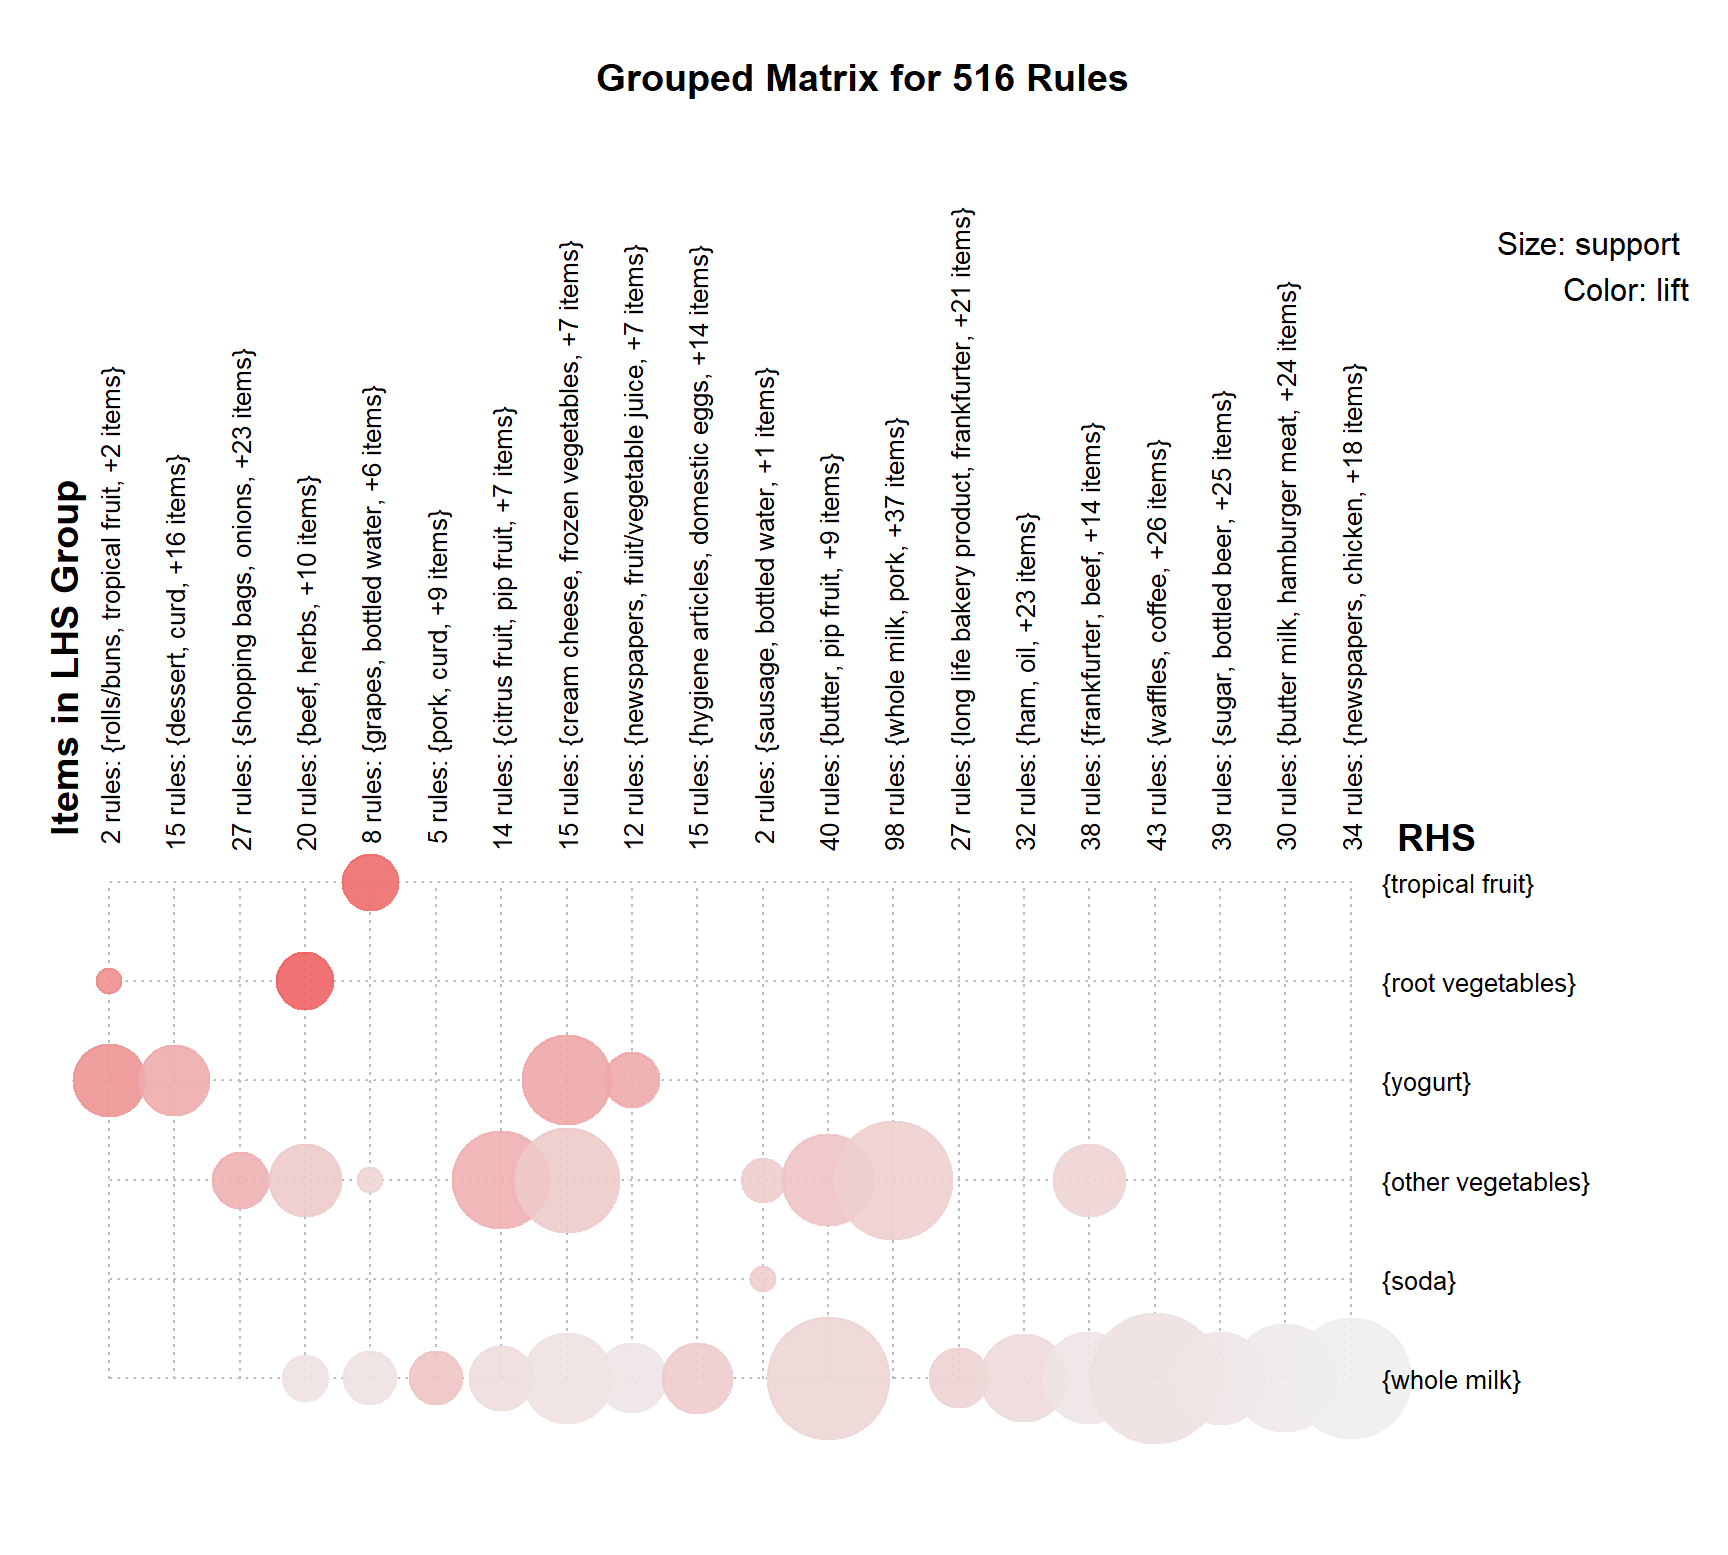 Grouped Matrix for 516 Rules
Size: support
Color: lift
Items in LHS Group
2 rules: {rolls/buns, tropical fruit, +2 items}
15 rules: {dessert, curd, +16 items}
27 rules: {shopping bags, onions, +23 items}
20 rules: {beef, herbs, +10 items}
8 rules: {grapes, bottled water, +6 items}
5 rules: {pork, curd, +9 items}
14 rules: {citrus fruit, pip fruit, +7 items}
15 rules: {cream cheese, frozen vegetables, +7 items}
12 rules: {newspapers, fruit/vegetable juice, +7 items}
15 rules: {hygiene articles, domestic eggs, +14 items}
2 rules: {sausage, bottled water, +1 items}
40 rules: {butter, pip fruit, +9 items}
98 rules: {whole milk, pork, +37 items}
27 rules: {long life bakery product, frankfurter, +21 items}
32 rules: {ham, oil, +23 items}
38 rules: {frankfurter, beef, +14 items}
43 rules: {waffles, coffee, +26 items}
39 rules: {sugar, bottled beer, +25 items}
30 rules: {butter milk, hamburger meat, +24 items}
34 rules: {newspapers, chicken, +18 items}
RHS
{tropical fruit}
{root vegetables}
{yogurt}
{other vegetables}
{soda}
{whole milk}